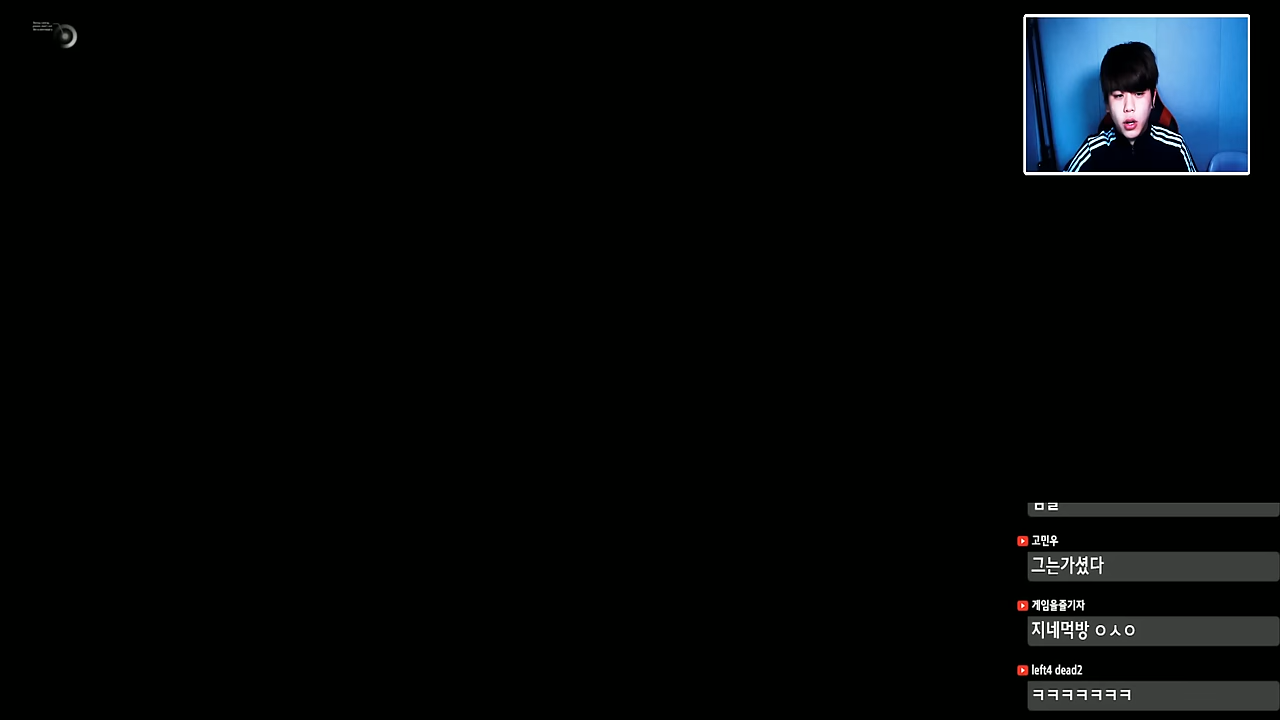 고민우
그는가셨다
게임을즐기자
지네먹방 ㅇㅅㅇ
left4 dead2
ㅋㅋㅋㅋㅋㅋㅋ